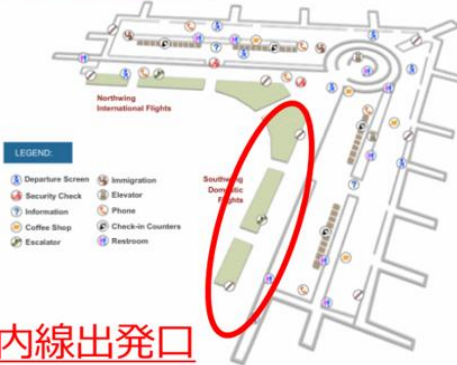 Northwing
International Flights
LEGEND:
Departure Screen
Immigration
Security Check
Elevator
Information
Phone
Coffee Shop
Check-in Counters
Escalator
Restroom
Southwing
Domestic
Flights
内線出発口